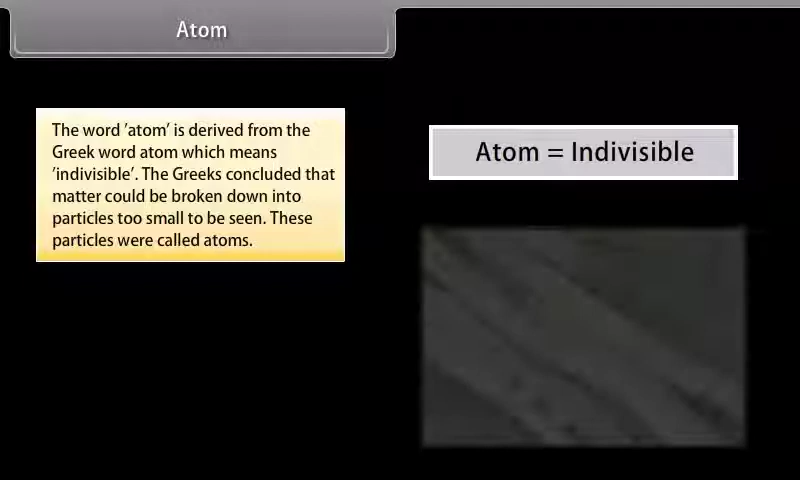 Atom
The word 'atom' is derived from the
Greek word atom which means
'indivisible'. The Greeks concluded that
matter could be broken down into
particles too small to be seen. These
particles were called atoms.
Atom = Indivisible